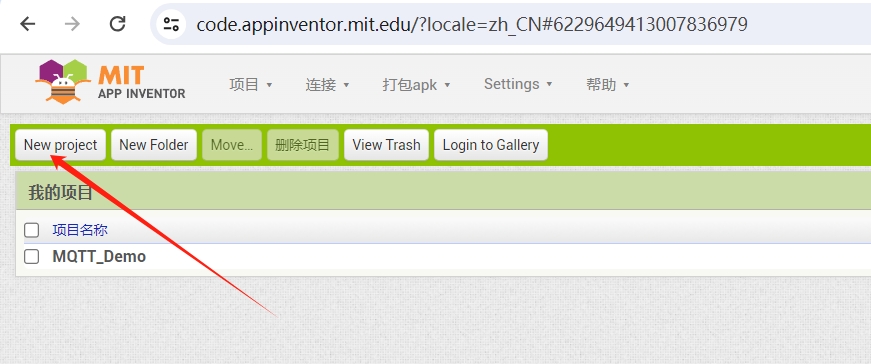 code.appinventor.mit.edu/?locale=zh_CN#6229649413007836979
MIT
APP INVENTOR
项目 连接 打包apk Settings 帮助
New project New Folder Move... 删除项目 View Trash Login to Gallery
我的项目
项目名称
MQTT_Demo